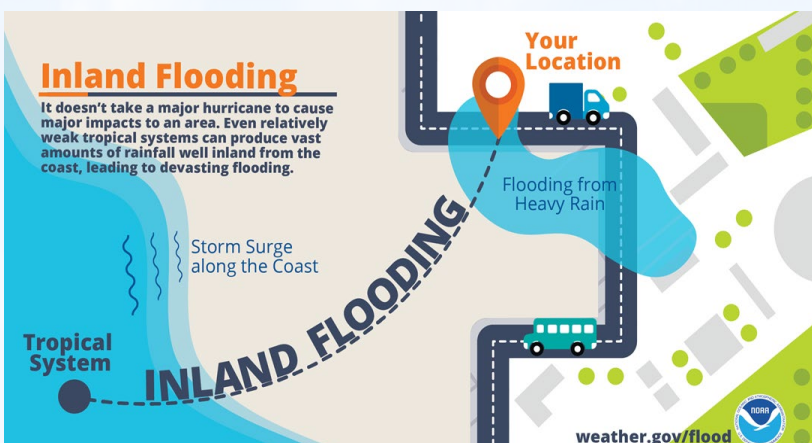 Inland Flooding
It doesn't take a major hurricane to cause
major impacts to an area. Even relatively
weak tropical systems can produce vast
amounts of rainfall well inland from the
coast, leading to devasting flooding.
Your
Location
Flooding from
Heavy Rain
Storm Surge
along the Coast
INLAND FLOODING
Tropical
System
weather.gov/flood
NOAA